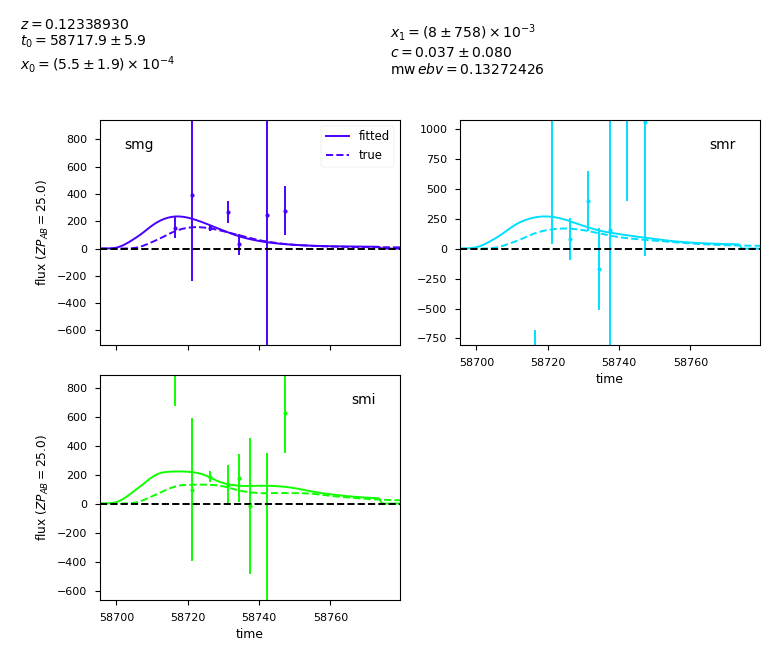 z = 0.12338930
t₀ = 58717.9 ± 5.9
x₀ = (5.5 ± 1.9) × 10⁻⁴
x₁ = (8 ± 758) × 10⁻³
c = 0.037 ± 0.080
mw ebv = 0.13272426
smg
fitted
true
800
600
400
200
0
−200
−400
−600
flux (ZP_AB = 25.0)
smr
1000
750
500
250
0
−250
−500
−750
58700 58720 58740 58760
time
smi
800
600
400
200
0
−200
−400
−600
flux (ZP_AB = 25.0)
58700 58720 58740 58760
time